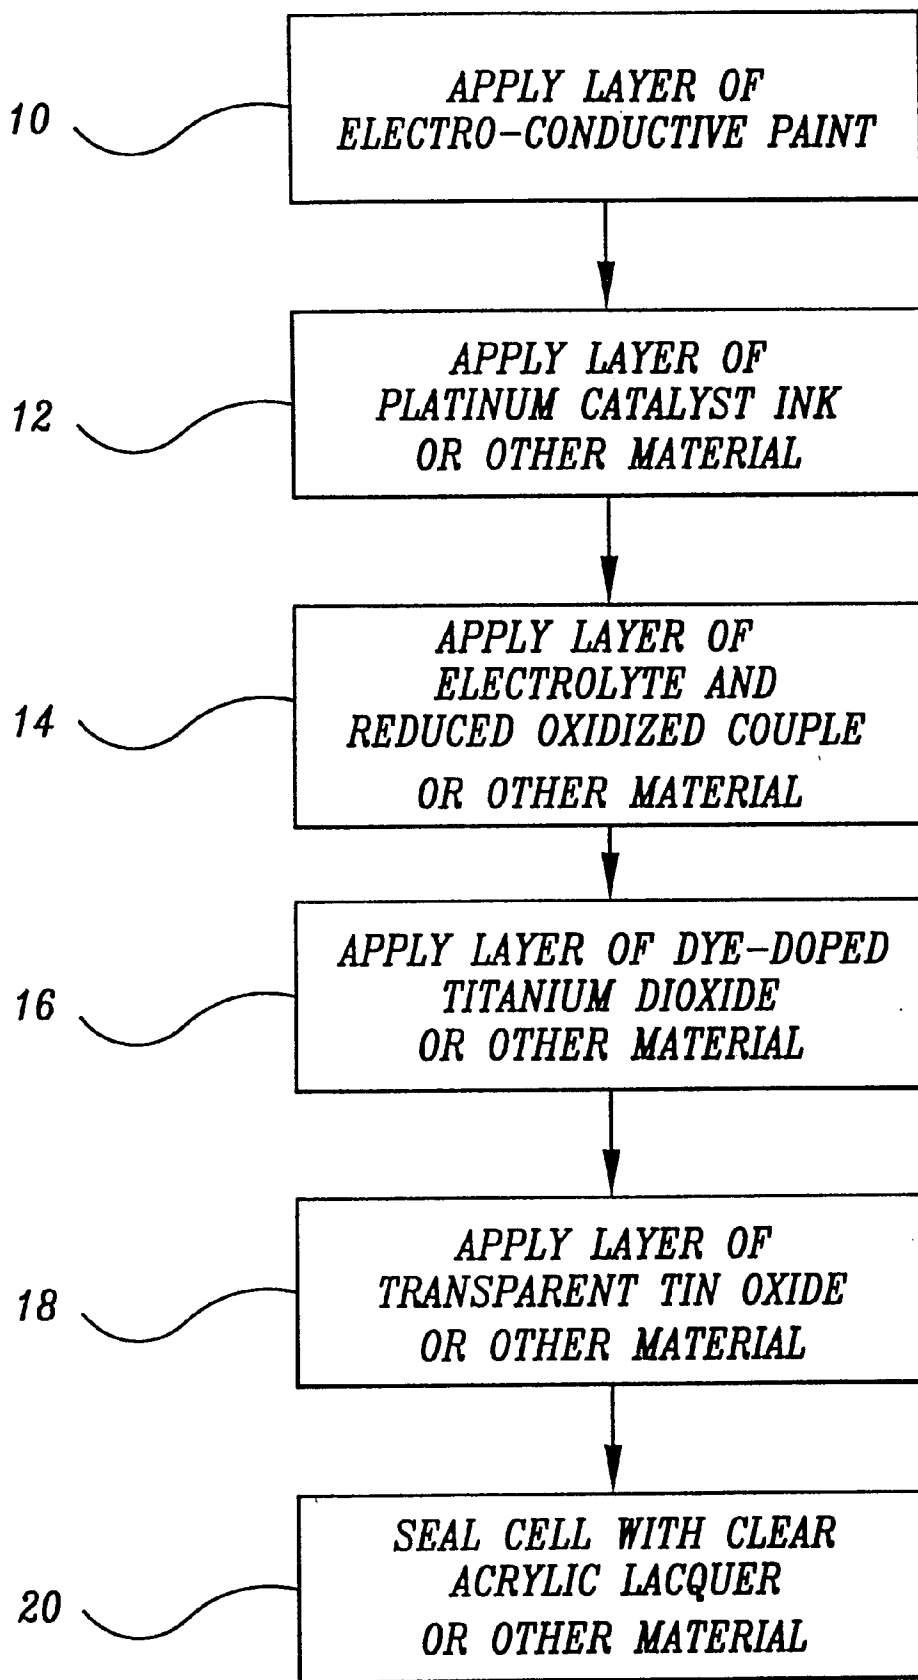 10
APPLY LAYER OF
ELECTRO-CONDUCTIVE PAINT
12
APPLY LAYER OF
PLATINUM CATALYST INK
OR OTHER MATERIAL
14
APPLY LAYER OF
ELECTROLYTE AND
REDUCED OXIDIZED COUPLE
OR OTHER MATERIAL
16
APPLY LAYER OF DYE-DOPED
TITANIUM DIOXIDE
OR OTHER MATERIAL
18
APPLY LAYER OF
TRANSPARENT TIN OXIDE
OR OTHER MATERIAL
20
SEAL CELL WITH CLEAR
ACRYLIC LACQUER
OR OTHER MATERIAL